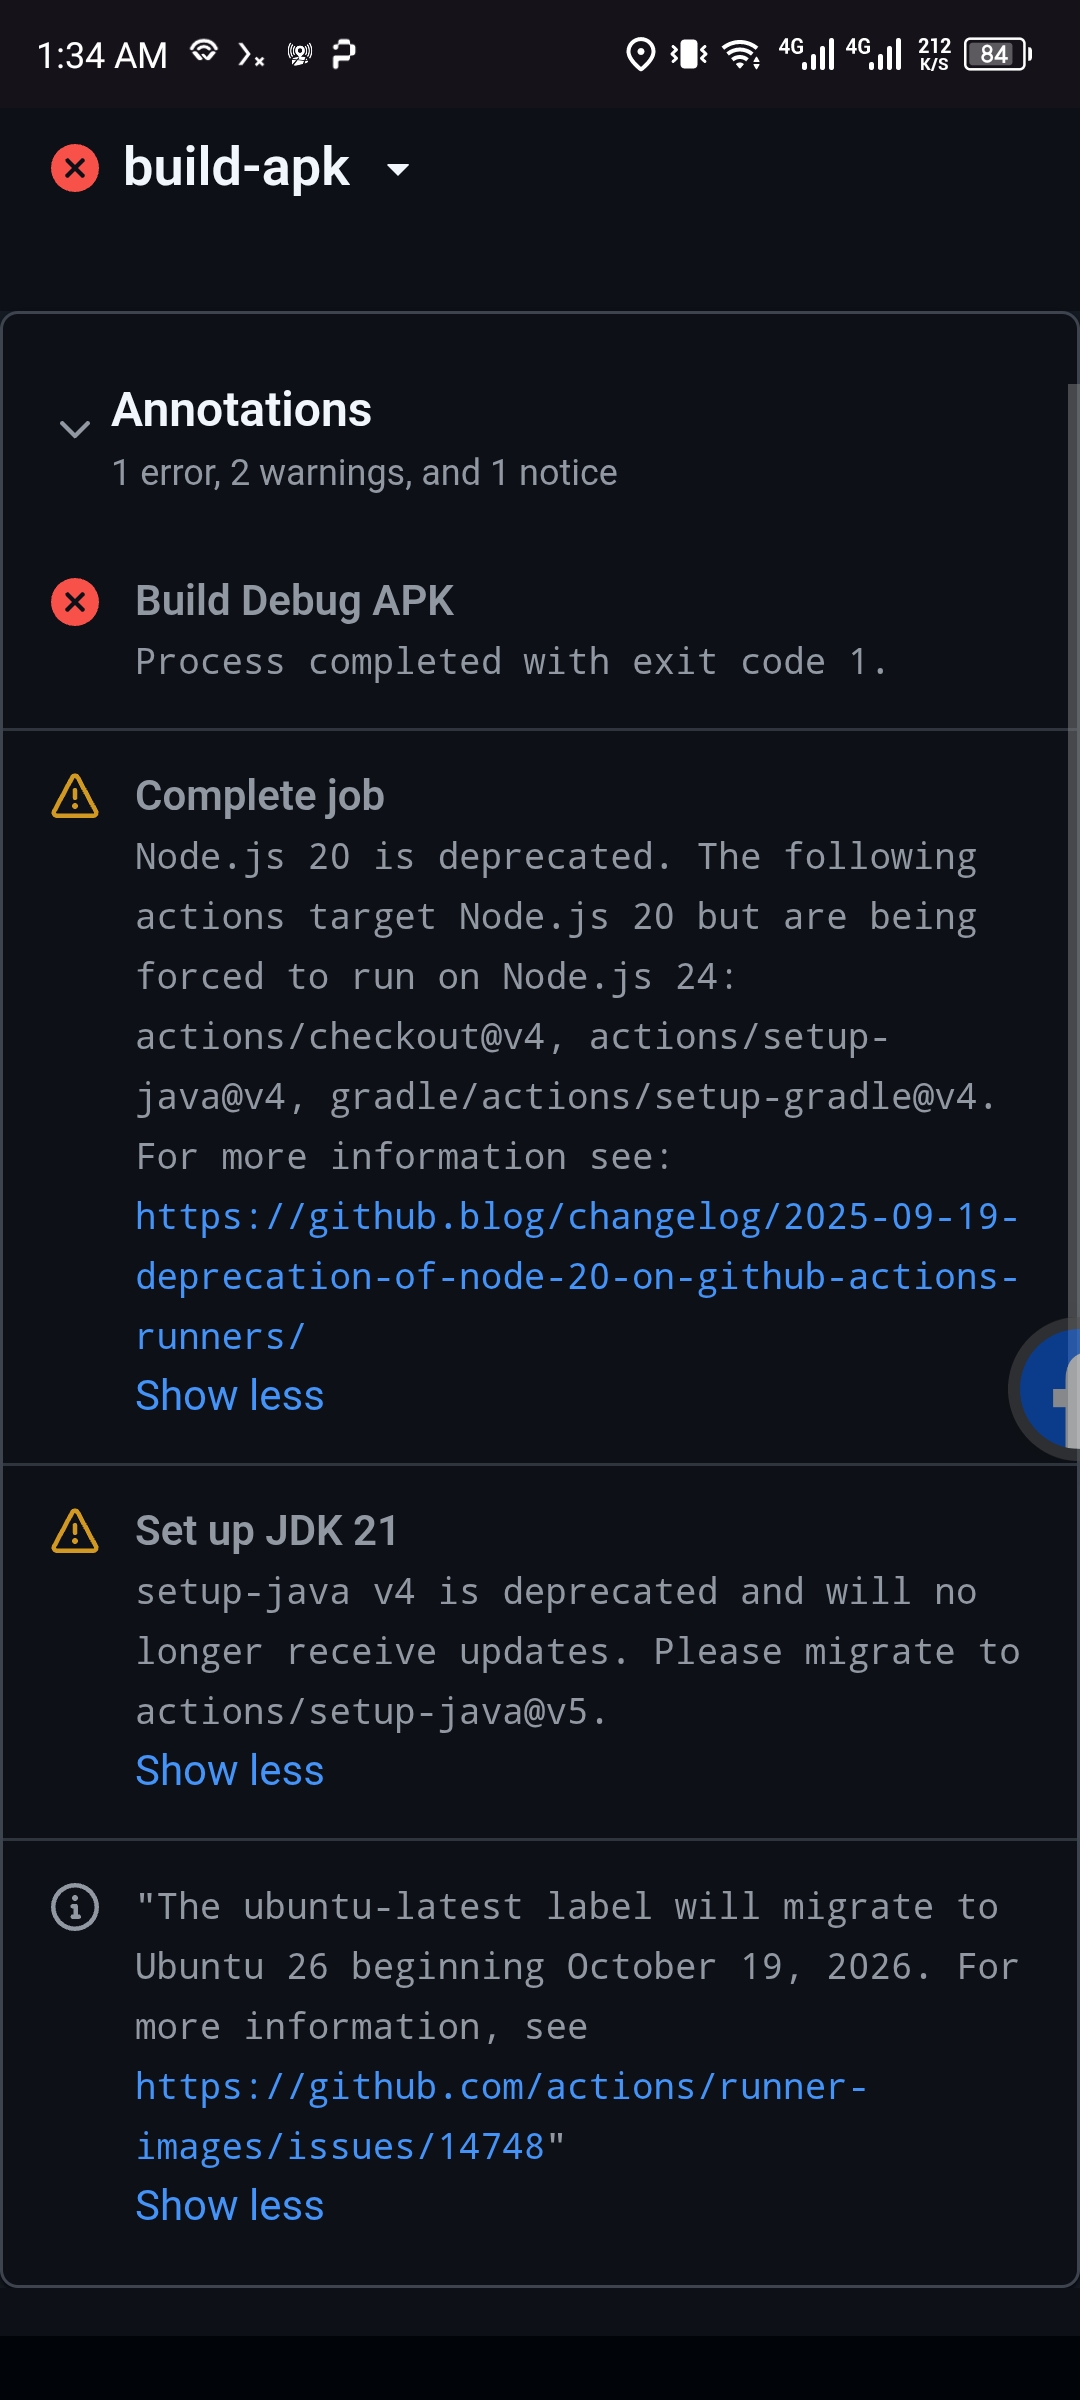 1:34 AM
4G 4G 212 K/S 84
build-apk
Annotations
1 error, 2 warnings, and 1 notice
Build Debug APK
Process completed with exit code 1.
Complete job
Node.js 20 is deprecated. The following
actions target Node.js 20 but are being
forced to run on Node.js 24:
actions/checkout@v4, actions/setup-
java@v4, gradle/actions/setup-gradle@v4.
For more information see:
https://github.blog/changelog/2025-09-19-
deprecation-of-node-20-on-github-actions-
runners/
Show less
Set up JDK 21
setup-java v4 is deprecated and will no
longer receive updates. Please migrate to
actions/setup-java@v5.
Show less
"The ubuntu-latest label will migrate to
Ubuntu 26 beginning October 19, 2026. For
more information, see
https://github.com/actions/runner-
images/issues/14748"
Show less